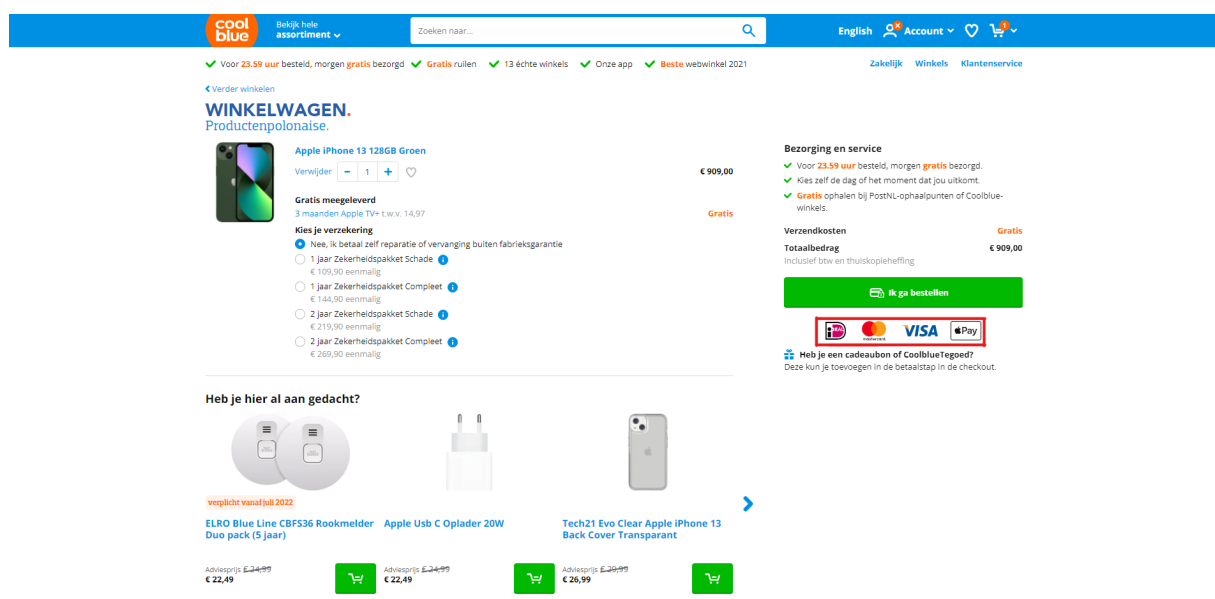 cool
blue
Bekijk hele
assortiment
Zoeken naar...
English
Account
1
Voor 23.59 uur besteld, morgen gratis bezorgd
Gratis ruilen
13 échte winkels
Onze app
Beste webwinkel 2021
Zakelijk
Winkels
Klantenservice
Verder winkelen
WINKELWAGEN.
Productenpolonaise.
Apple iPhone 13 128GB Groen
Verwijder - 1 +
€ 909,00
Gratis meegeleverd
3 maanden Apple TV+ t.w.v. 14,97
Gratis
Kies je verzekering
Nee, ik betaal zelf reparatie of vervanging buiten fabrieksgarantie
1 jaar Zekerheidspakket Schade
€ 109,90 eenmalig
1 jaar Zekerheidspakket Compleet
€ 144,90 eenmalig
2 jaar Zekerheidspakket Schade
€ 219,90 eenmalig
2 jaar Zekerheidspakket Compleet
€ 269,90 eenmalig
Bezorging en service
Voor 23.59 uur besteld, morgen gratis bezorgd.
Kies zelf de dag of het moment dat jou uitkomt.
Gratis ophalen bij PostNL-ophaalpunten of Coolblue-
winkels.
Verzendkosten
Gratis
Totaalbedrag
€ 909,00
Inclusief btw en thuiskopieheffing
Ik ga bestellen
iDEAL
mastercard
VISA
Pay
Heb je een cadeaubon of CoolblueTegoed?
Deze kun je toevoegen in de betaalstap in de checkout.
Heb je hier al aan gedacht?
verplicht vanaf juli 2022
ELRO Blue Line CBFS36 Rookmelder
Duo pack (5 jaar)
Adviesprijs € 24,99
€ 22,49
Apple Usb C Oplader 20W
Adviesprijs € 24,99
€ 22,49
Tech21 Evo Clear Apple iPhone 13
Back Cover Transparant
Adviesprijs € 29,99
€ 26,99